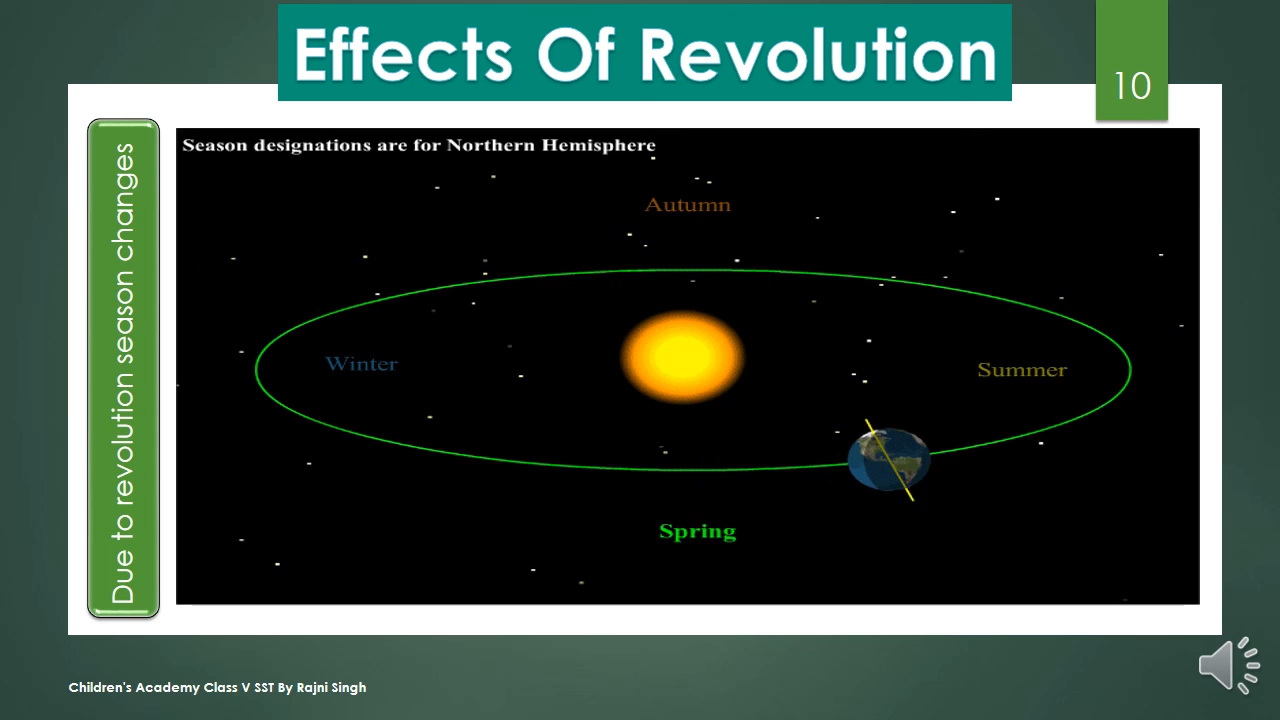 Effects Of Revolution
10
Due to revolution season changes
Season designations are for Northern Hemisphere
Autumn
Winter
Summer
Spring
Children's Academy Class V SST By Rajni Singh